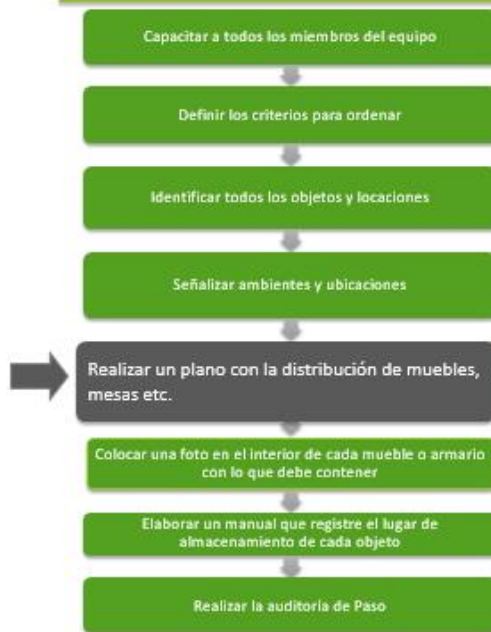 Capacitar a todos los miembros del equipo
Definir los criterios para ordenar
Identificar todos los objetos y locaciones
Señalizar ambientes y ubicaciones
Realizar un plano con la distribución de muebles,
mesas etc.
Colocar una foto en el interior de cada mueble o armario
con lo que debe contener
Elaborar un manual que registre el lugar de
almacenamiento de cada objeto
Realizar la auditoría de Paso